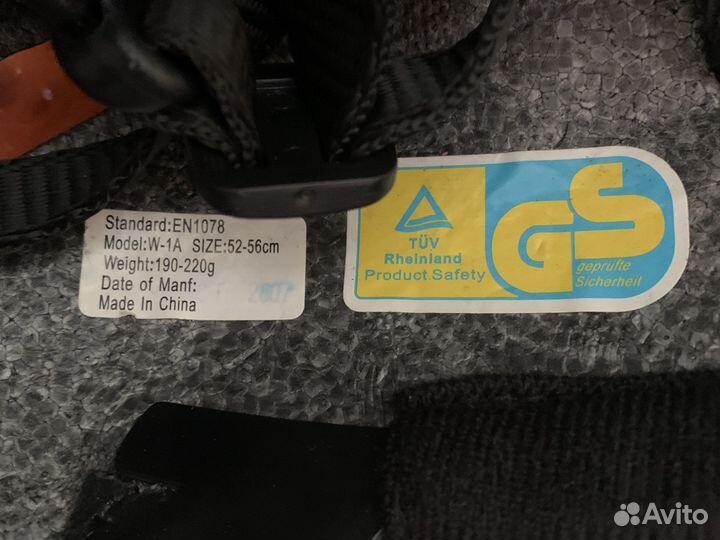 Standard:EN1078
Model:W-1A SIZE:52-56cm
Weight:190-220g
Date of Manf:
Made In China
TÜV
Rheinland
Product Safety
GS
geprüfte
Sicherheit
Avito